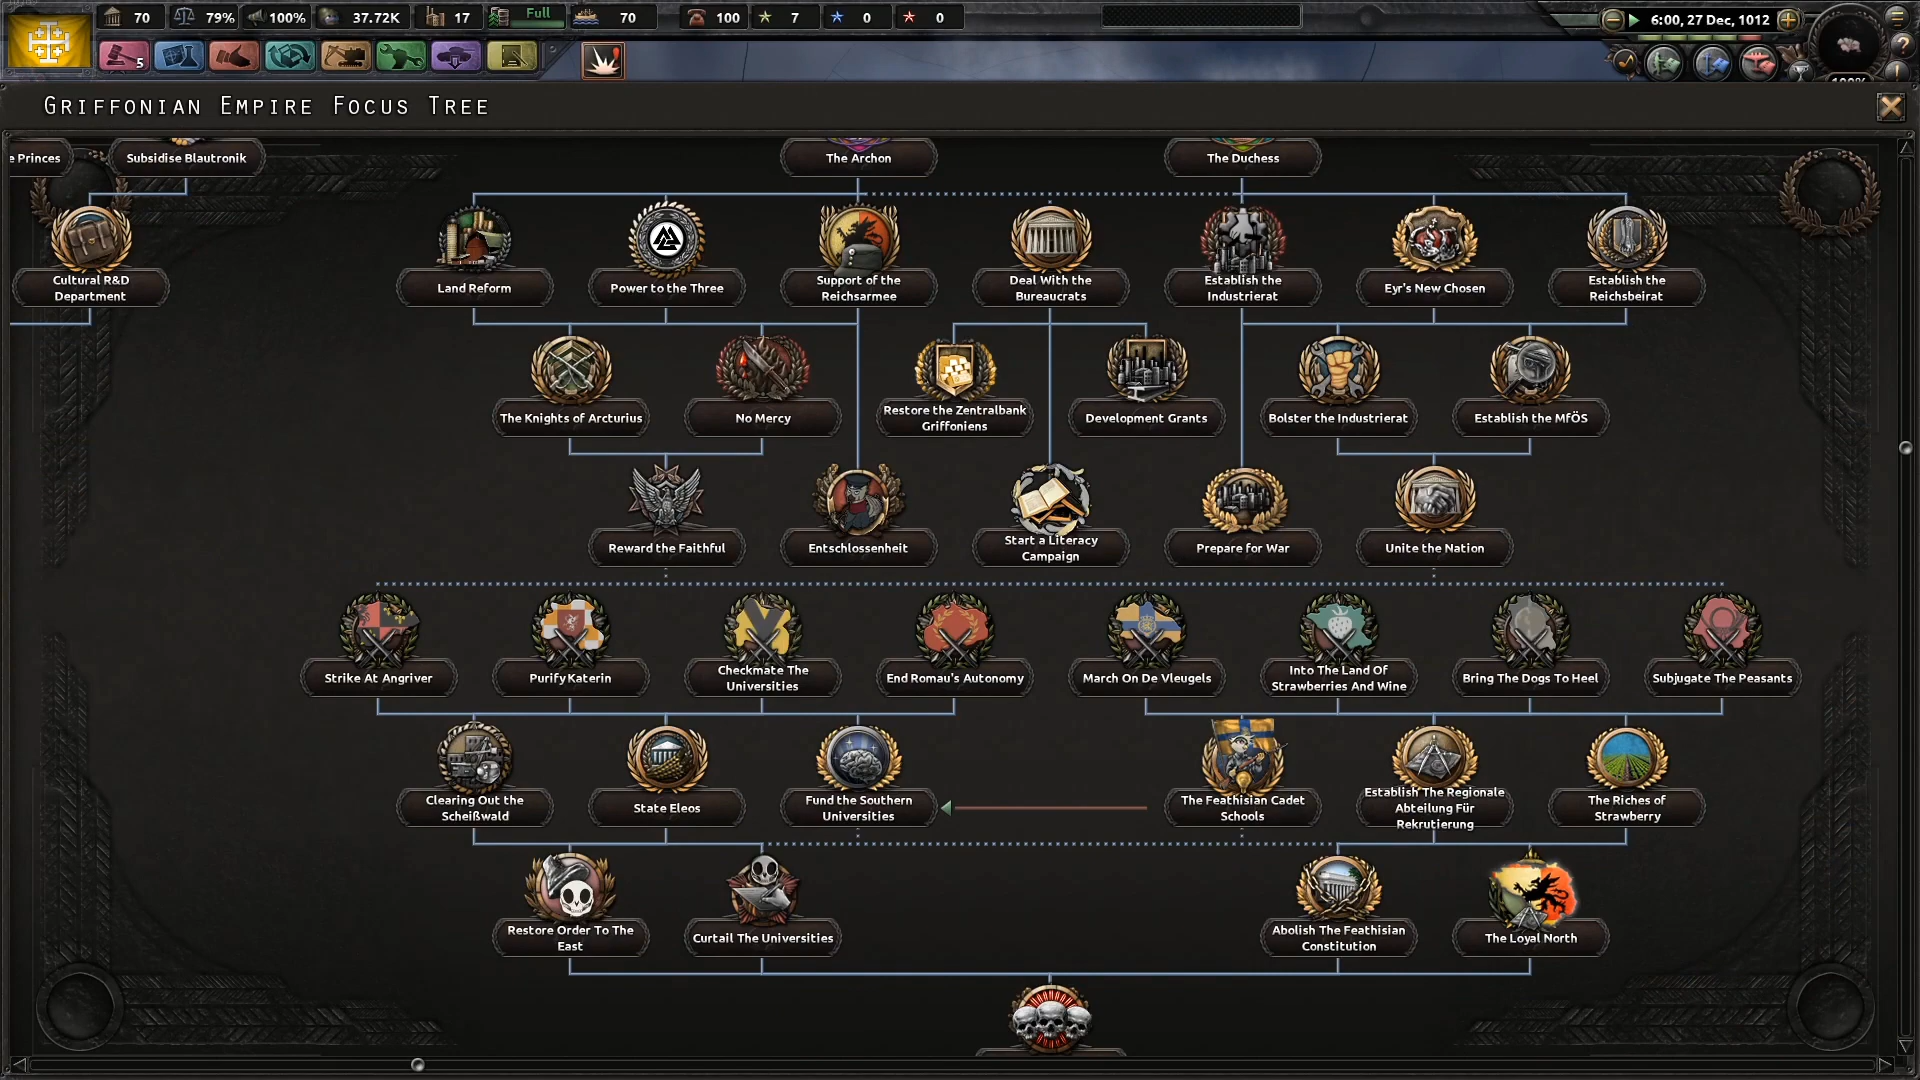 70
79%
100%
37.72K
17
Full
70
100
7
0
0
6:00, 27 Dec, 1012
5
100%
Griffonian Empire Focus Tree
e Princes
Subsidise Blautronik
The Archon
The Duchess
Cultural R&D
Department
Land Reform
Power to the Three
Support of the
Reichsarmee
Deal With the
Bureaucrats
Establish the
Industrierat
Eyr's New Chosen
Establish the
Reichsbeirat
The Knights of Arcturius
No Mercy
Restore the Zentralbank
Griffoniens
Development Grants
Bolster the Industrierat
Establish the MfÖS
Reward the Faithful
Entschlossenheit
Start a Literacy
Campaign
Prepare for War
Unite the Nation
Strike At Angriver
Purify Katerin
Checkmate The
Universities
End Romau's Autonomy
March On De Vleugels
Into The Land Of
Strawberries And Wine
Bring The Dogs To Heel
Subjugate The Peasants
Clearing Out the
Scheißwald
State Eleos
Fund the Southern
Universities
The Feathisian Cadet
Schools
Establish The Regionale
Abteilung Für
Rekrutierung
The Riches of
Strawberry
Restore Order To The
East
Curtail The Universities
Abolish The Feathisian
Constitution
The Loyal North